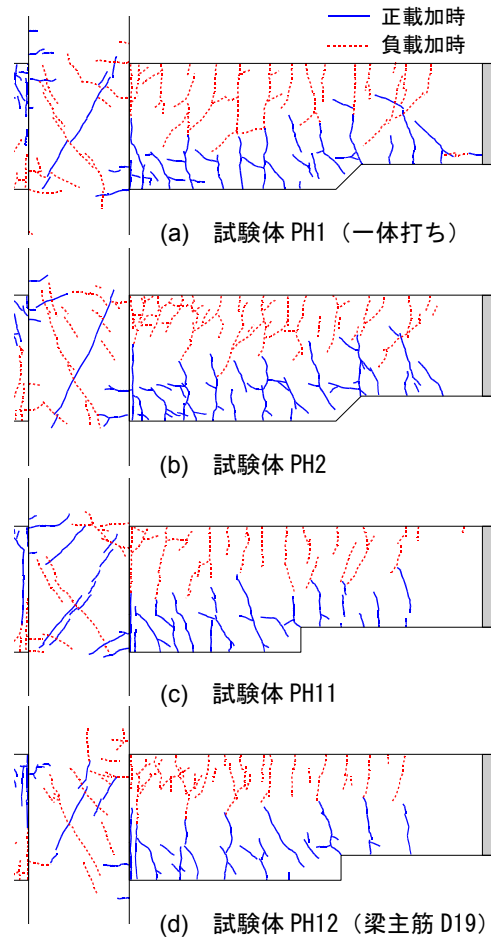 正載加時
負載加時
(a) 試験体 PH1（一体打ち）
(b) 試験体 PH2
(c) 試験体 PH11
(d) 試験体 PH12（梁主筋 D19）